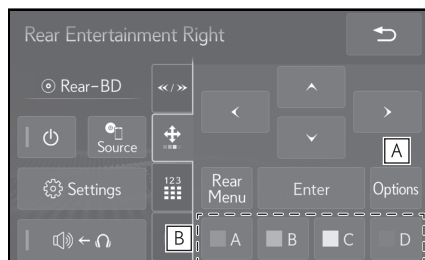 Rear Entertainment Right
Rear-BD
Source
Settings
123
Rear Menu
Enter
Options
A
B
A
B
C
D